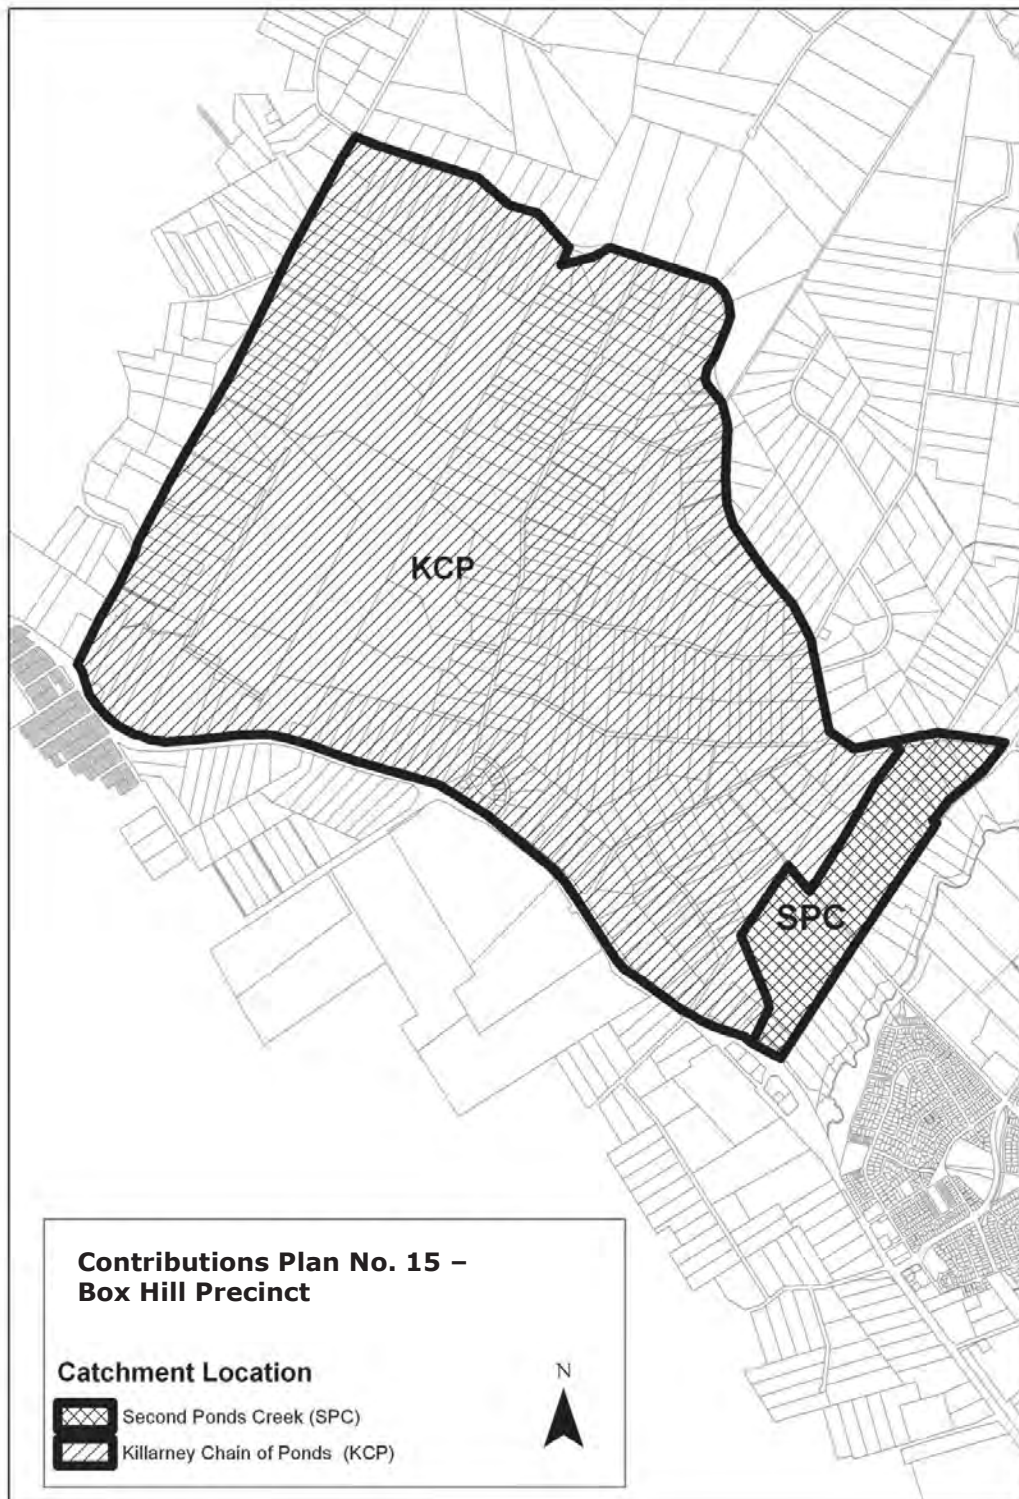 KCP
SPC
Contributions Plan No. 15 –
Box Hill Precinct
Catchment Location
N
Second Ponds Creek (SPC)
Killarney Chain of Ponds (KCP)